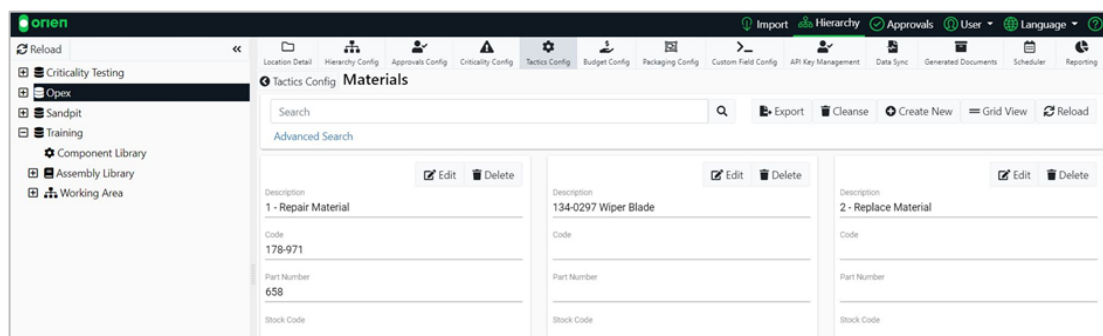 orien Import Hierarchy Approvals User Language
Reload
Criticality Testing
Opex
Sandpit
Training
Component Library
Assembly Library
Working Area
Location Detail Hierarchy Config Approvals Config Criticality Config Tactics Config Budget Config Packaging Config Custom Field Config API Key Management Data Sync Generated Documents Scheduler Reporting
Tactics Config Materials
Search Export Cleanse Create New Grid View Reload
Advanced Search
Edit Delete Edit Delete Edit Delete
Description Description Description
1 - Repair Material 134-0297 Wiper Blade 2 - Replace Material
Code Code Code
178-971
Part Number Part Number Part Number
658
Stock Code Stock Code Stock Code